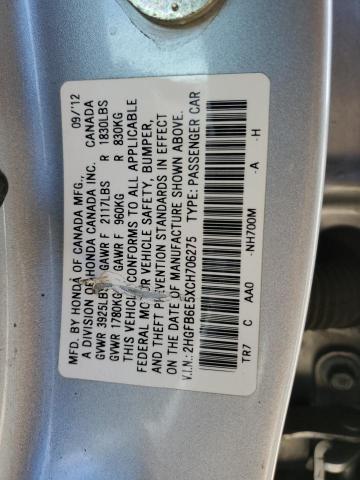 MFD. BY HONDA OF CANADA MFG., 09/'12
A DIVISION OF HONDA CANADA INC. CANADA
GVWR 3925LBS GAWR F 2117LBS R 1830LBS
GVWR 1780KG GAWR F 960KG R 830KG
THIS VEHICLE CONFORMS TO ALL APPLICABLE
FEDERAL MOTOR VEHICLE SAFETY, BUMPER,
AND THEFT PREVENTION STANDARDS IN EFFECT
ON THE DATE OF MANUFACTURE SHOWN ABOVE.
V.I.N.: 2HGFB6E5XCH706275 TYPE: PASSENGER CAR
TR7 C AA0 -NH700M -A -H